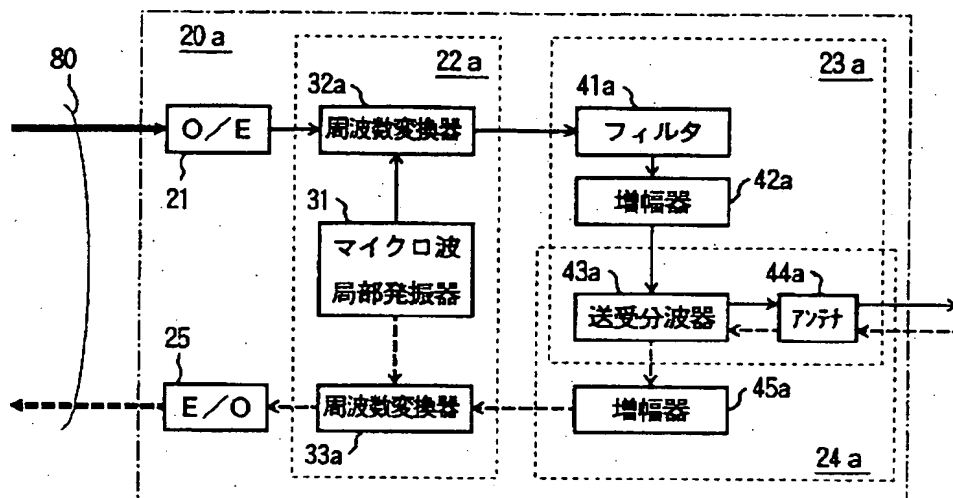 20a
80
22a
23a
32a
41a
O／E
周波数変換器
フィルタ
21
31
42a
増幅器
マイクロ波
局部発振器
43a
44a
送受分波器
アンテナ
25
E／O
周波数変換器
増幅器
45a
33a
24a